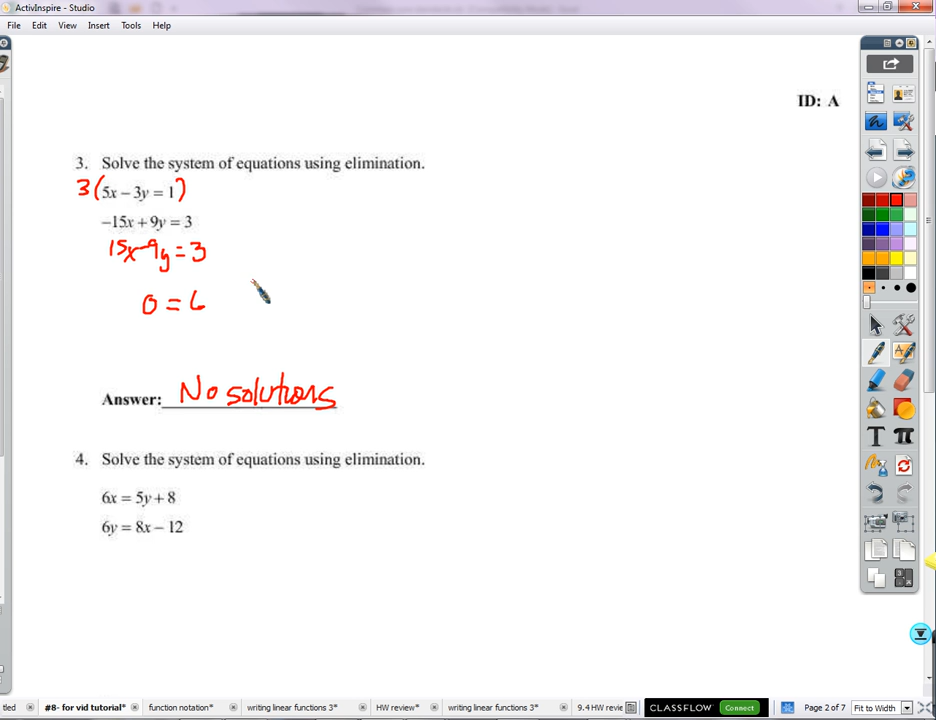 ActivInspire - Studio
File Edit View Insert Tools Help
ID: A
3. Solve the system of equations using elimination.
3(5x – 3y = 1)
–15x + 9y = 3
15x-9y = 3
0 = 6
Answer: No solutions
4. Solve the system of equations using elimination.
6x = 5y + 8
6y = 8x – 12
tled #8- for vid tutorial* function notation* writing linear functions 3* HW review* writing linear functions 3* 9.4 HW revie CLASSFLOW Connect Page 2 of 7 Fit to Width